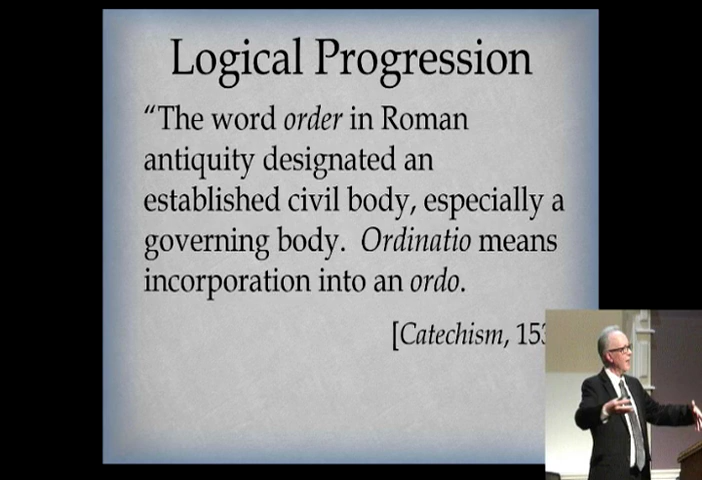 Logical Progression
“The word order in Roman
antiquity designated an
established civil body, especially a
governing body.  Ordinatio means
incorporation into an ordo.
[Catechism,